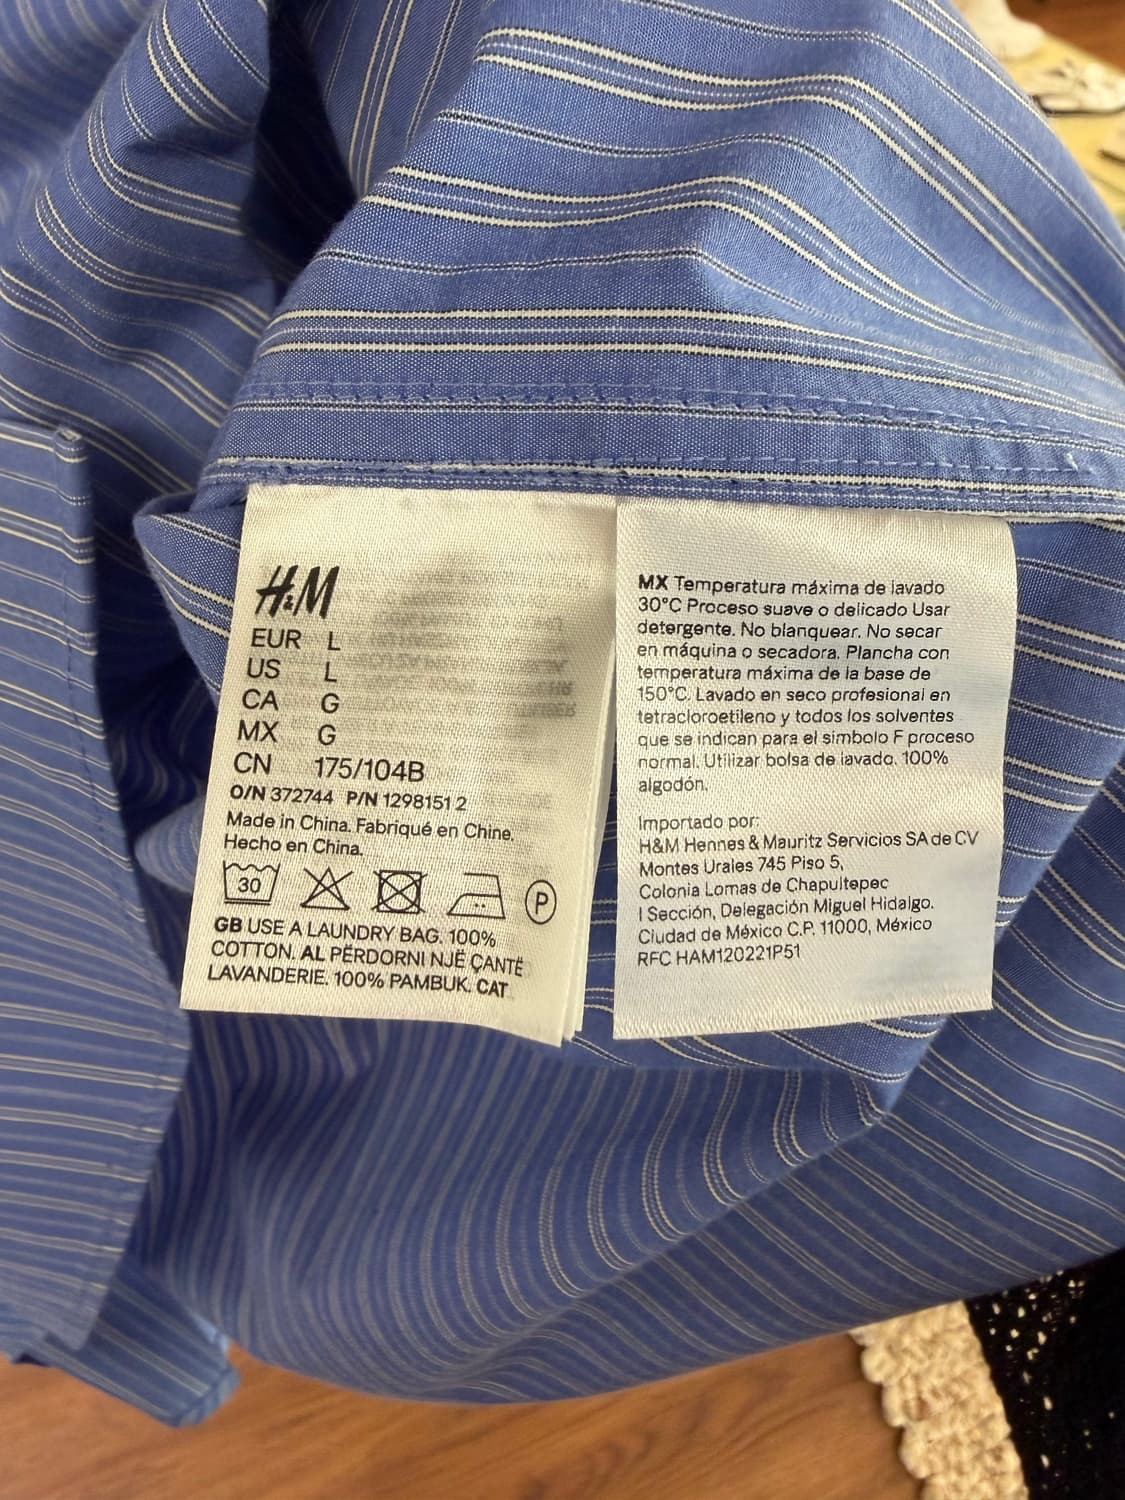 H&M
EUR L
US L
CA G
MX G
CN 175/104B
O/N 372744 P/N 1298151 2
Made in China. Fabriqué en Chine.
Hecho en China.
30
P
GB USE A LAUNDRY BAG. 100%
COTTON. AL PËRDORNI NJË ÇANTË
LAVANDERIE. 100% PAMBUK. CAT
MX Temperatura máxima de lavado
30°C Proceso suave o delicado Usar
detergente. No blanquear. No secar
en máquina o secadora. Plancha con
temperatura máxima de la base de
150°C. Lavado en seco profesional en
tetracloroetileno y todos los solventes
que se indican para el simbolo F proceso
normal. Utilizar bolsa de lavado. 100%
algodón.
Importado por:
H&M Hennes & Mauritz Servicios SA de CV
Montes Urales 745 Piso 5,
Colonia Lomas de Chapultepec
I Sección, Delegación Miguel Hidalgo.
Ciudad de México C.P. 11000, México
RFC HAM120221P51